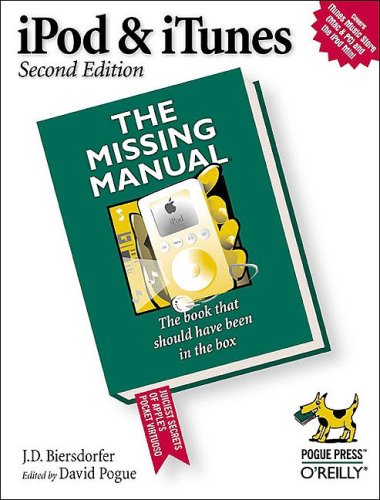 iPod & iTunes
Second Edition
Covers
iTunes Music Store
(Mac & PC) and
the iPod Mini
THE
MISSING
MANUAL
iPod
The book that
should have been
in the box
JUICIEST SECRETS
OF APPLE'S
POCKET VIRTUOSO
J.D. Biersdorfer
Edited by David Pogue
POGUE PRESS™
O'REILLY®